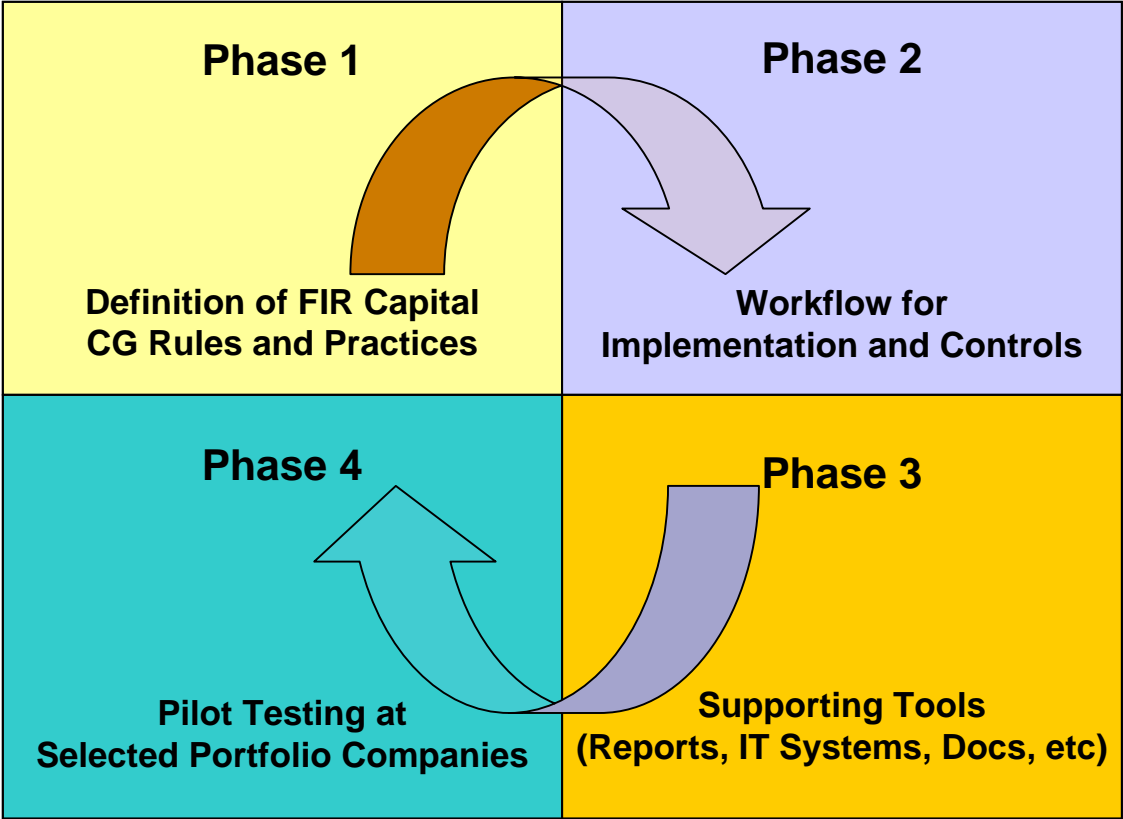 Phase 1
Definition of FIR Capital
CG Rules and Practices
Phase 2
Workflow for
Implementation and Controls
Phase 3
Supporting Tools
(Reports, IT Systems, Docs, etc)
Phase 4
Pilot Testing at
Selected Portfolio Companies